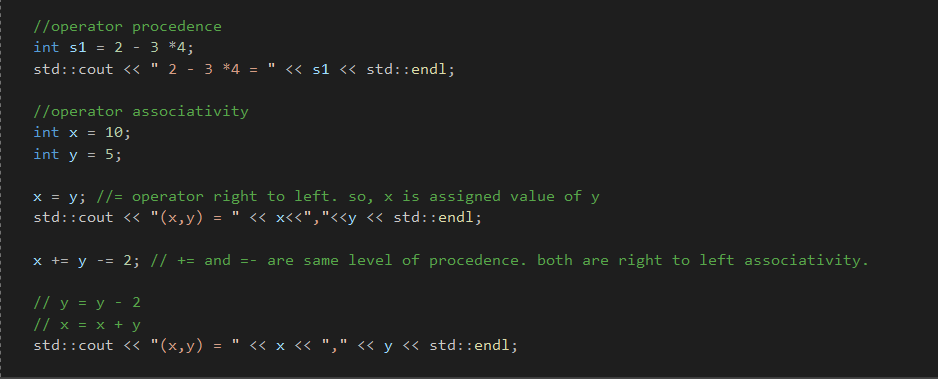 //operator procedence
int s1 = 2 - 3 *4;
std::cout << " 2 - 3 *4 = " << s1 << std::endl;
//operator associativity
int x = 10;
int y = 5;
x = y; //= operator right to left. so, x is assigned value of y
std::cout << "(x,y) = " << x<<","<<y << std::endl;
x += y -= 2; // += and =- are same level of procedence. both are right to left associativity.
// y = y - 2
// x = x + y
std::cout << "(x,y) = " << x << "," << y << std::endl;